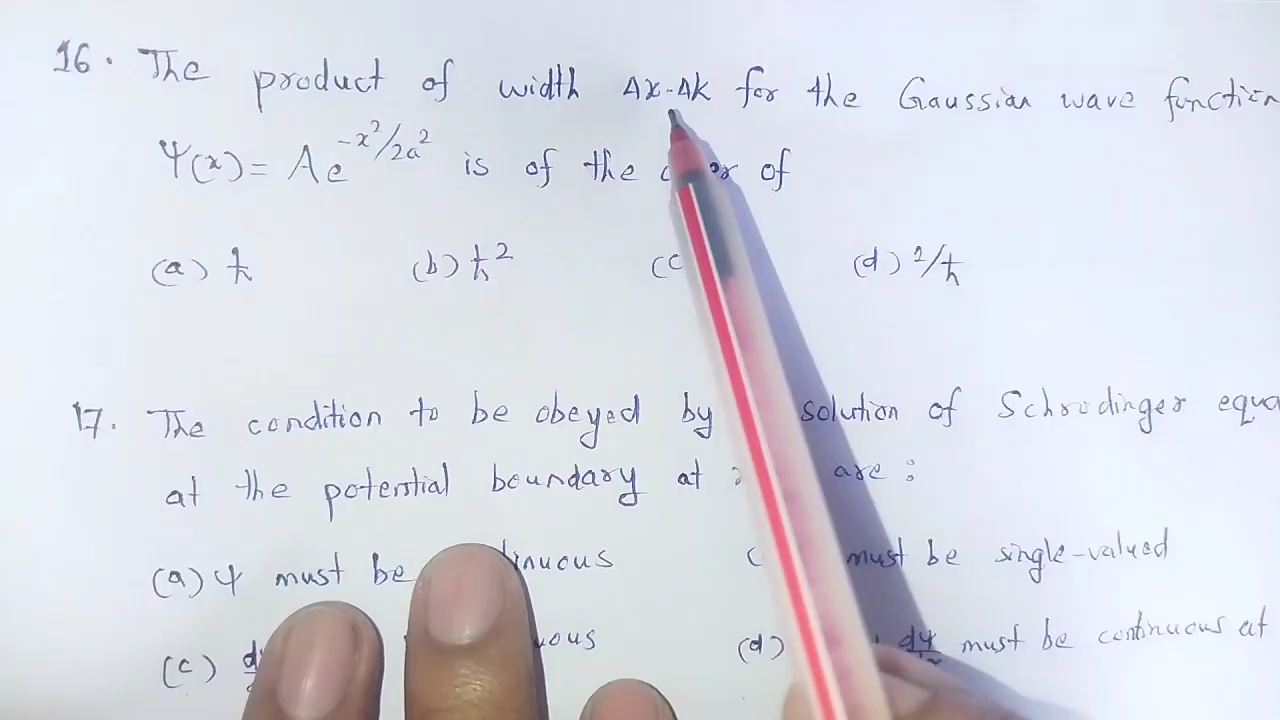 16. The product of width Δx·Δk for the Gaussian wave function
Ψ(x) = A e^{-x²/2a²} is of the of
(a) ħ (b) ħ² (c (d) 2/ħ
17. The condition to be obeyed by solution of Schrodinger equa
at the potential boundary at are :
(a) Ψ must be must be single-valued
(c) (d) dΨ must be continuous at